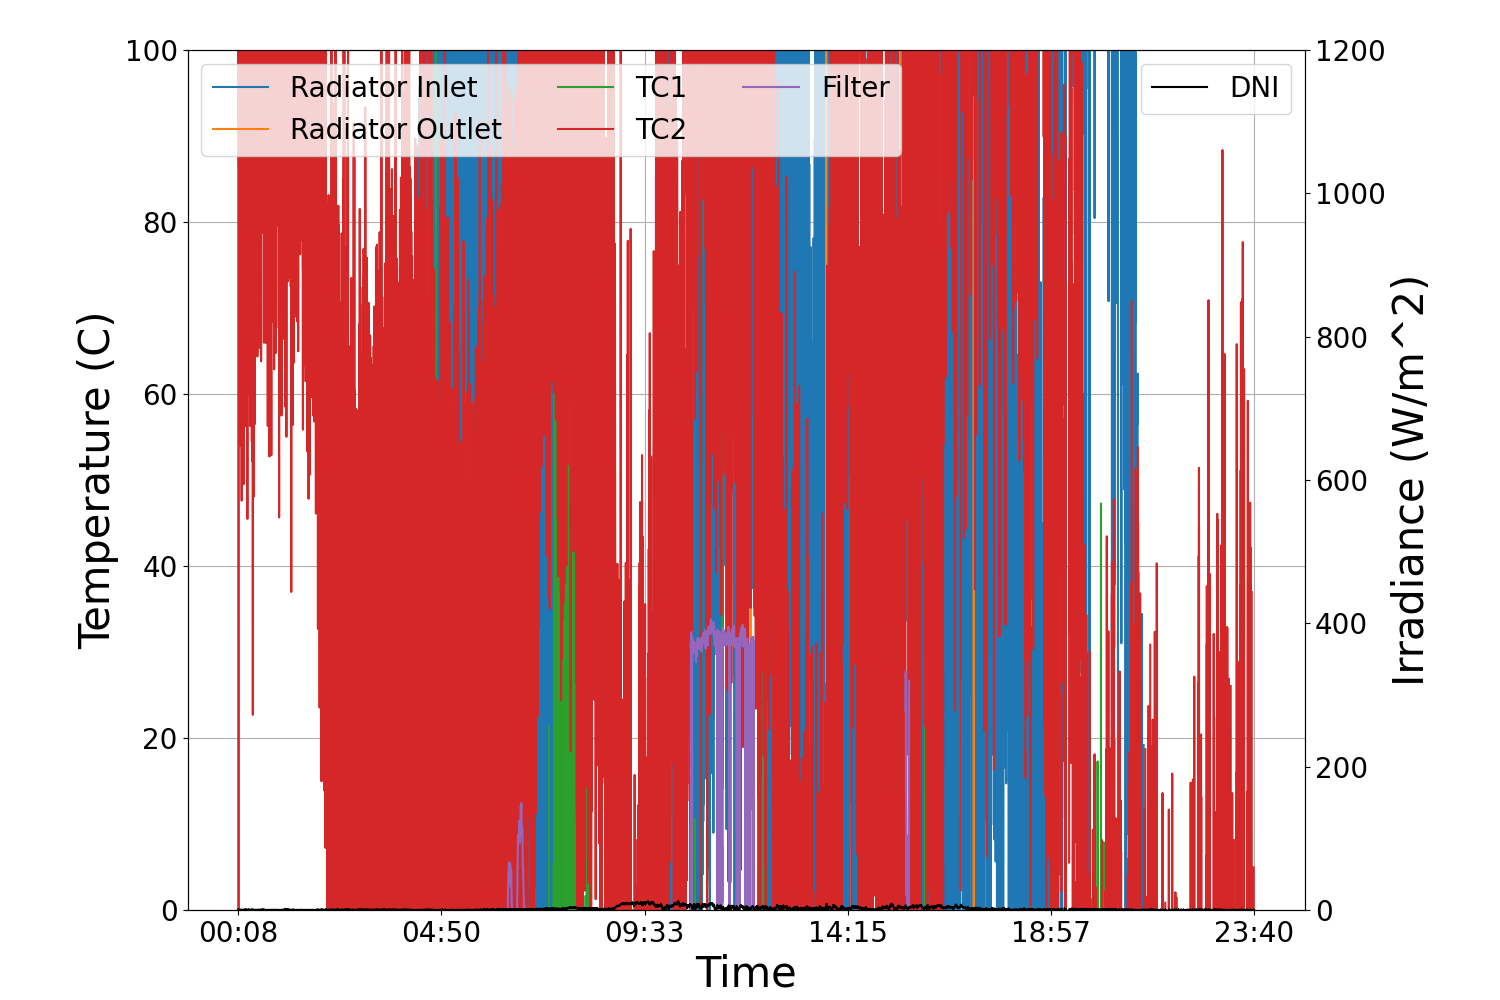 100
80
60
40
20
0
Temperature (C)
Radiator Inlet
Radiator Outlet
TC1
TC2
Filter
DNI
1200
1000
800
600
400
200
0
Irradiance (W/m^2)
00:08 04:50 09:33 14:15 18:57 23:40
Time